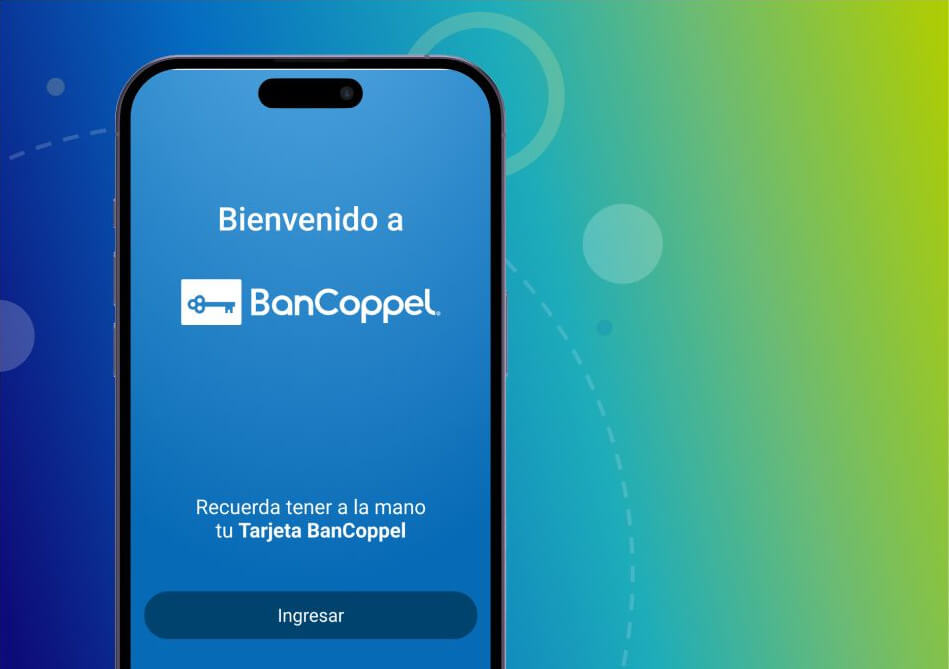 Bienvenido a
BanCoppel.
Recuerda tener a la mano
tu Tarjeta BanCoppel
Ingresar